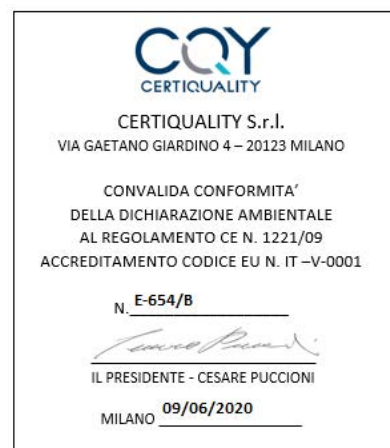 CQY
CERTIQUALITY
CERTIQUALITY S.r.l.
VIA GAETANO GIARDINO 4 – 20123 MILANO
CONVALIDA CONFORMITA’
DELLA DICHIARAZIONE AMBIENTALE
AL REGOLAMENTO CE N. 1221/09
ACCREDITAMENTO CODICE EU N. IT –V-0001
N. E-654/B
IL PRESIDENTE - CESARE PUCCIONI
MILANO 09/06/2020